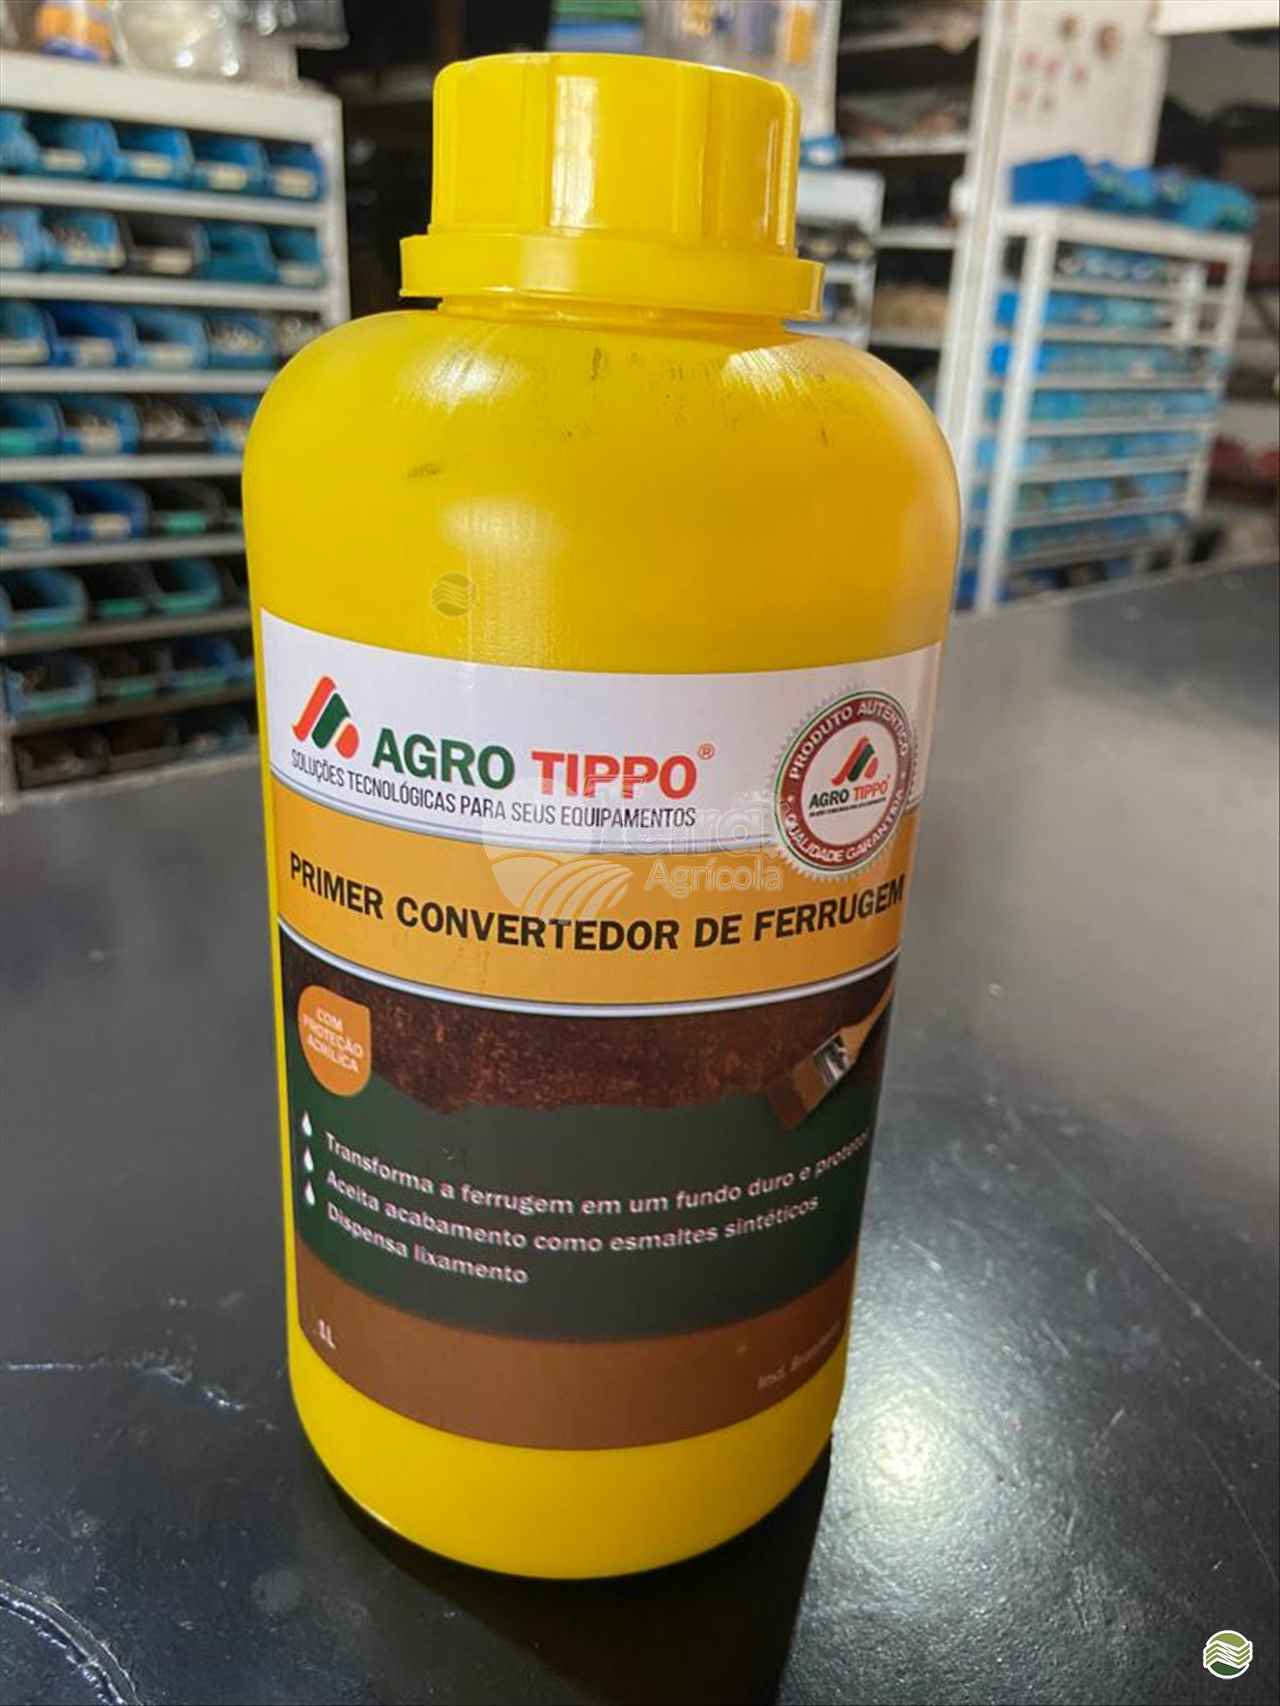 AGRO TIPPO®
SOLUÇÕES TECNOLÓGICAS PARA SEUS EQUIPAMENTOS
PRODUTO AUTÊNTICO
AGRO TIPPO
QUALIDADE GARANTIDA
Agrícola
PRIMER CONVERTEDOR DE FERRUGEM
COM
PROTEÇÃO
ACRÍLICA
Transforma a ferrugem em um fundo duro e protetor
Aceita acabamento como esmaltes sintéticos
Dispensa lixamento
1L
Ind.